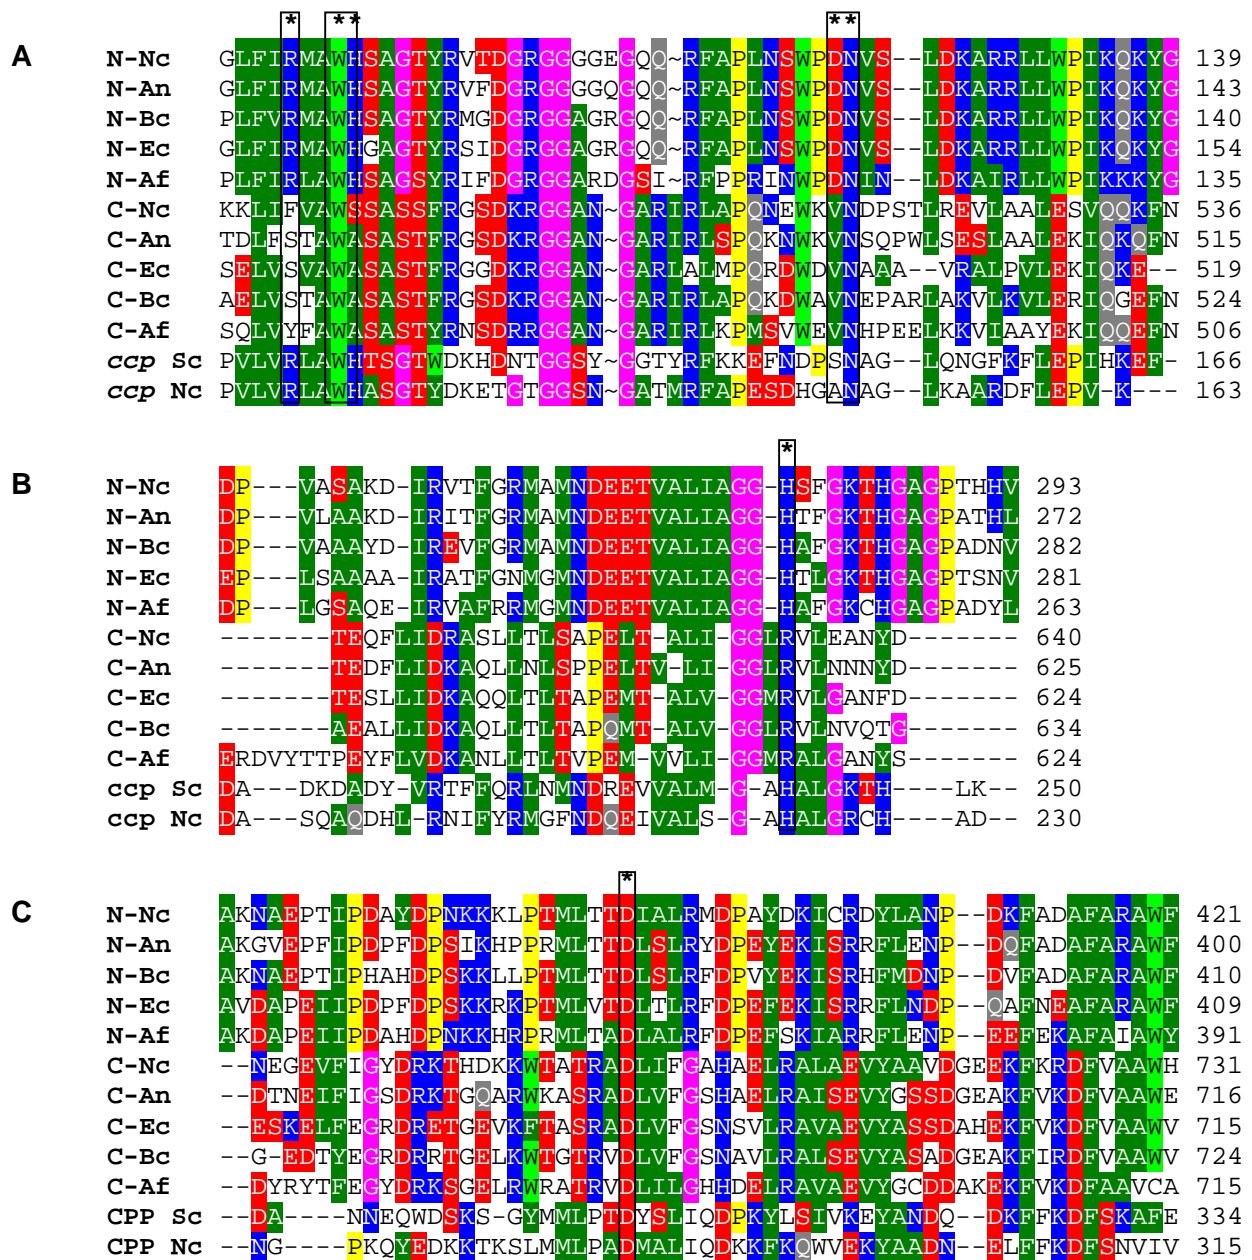 * ** **
A
N-Nc GLFIRMAWHSAGTYRVTDGRGGGGEGQQ~RFAPLNSWPDNVS--LDKARRLLWPIKQKYG 139
N-An GLFIRMAWHSAGTYRVFDGRGGGGQGQQ~RFAPLNSWPDNVS--LDKARRLLWPIKQKYG 143
N-Bc PLFVRMAWHSAGTYRMGDGRGGAGRGQQ~RFAPLNSWPDNVS--LDKARRLLWPIKQKYG 140
N-Ec GLFIRMAWHGAGTYRSIDGRGGAGRGQQ~RFAPLNSWPDNVS--LDKARRLLWPIKQKYG 154
N-Af PLFIRLAWHSAGSYRIFDGRGGARDGSI~RFPPRINWPDNIN--LDKAIRLLWPIKKKYG 135
C-Nc KKLIFVAWSSASSFRGSDKRGGAN~GARIRLAPQNEWKVNDPSTLREVLAALESVQQKFN 536
C-An TDLFSTAWASASTFRGSDKRGGAN~GARIRLSPQKNWKVNSQPWLSESLAALEKIQKQFN 515
C-Ec SELVSVAWASASTFRGGDKRGGAN~GARLALMPQRDWDVNAAA--VRALPVLEKIQKE-- 519
C-Bc AELVSTAWASASTFRGSDKRGGAN~GARIRLAPQKDWAVNEPARLAKVLKVLERIQGEFN 524
C-Af SQLVYFAWASASTYRNSDRRGGAN~GARIRLKPMSVWEVNHPEELKKVIAAYEKIQQEFN 506
ccp Sc PVLVRLAWHTSGTWDKHDNTGGSY~GGTYRFKKEFNDPSNAG--LQNGFKFLEPIHKEF- 166
ccp Nc PVLVRLAWHASGTYDKETGTGGSN~GATMRFAPESDHGANAG--LKAARDFLEPV-K--- 163
*
B
N-Nc DP---VASAKD-IRVTFGRMAMNDEETVALIAGG-HSFGKTHGAGPTHHV 293
N-An DP---VLAAKD-IRITFGRMAMNDEETVALIAGG-HTFGKTHGAGPATHL 272
N-Bc DP---VAAAYD-IREVFGRMAMNDEETVALIAGG-HAFGKTHGAGPADNV 282
N-Ec EP---LSAAAA-IRATFGNMGMNDEETVALIAGG-HTLGKTHGAGPTSNV 281
N-Af DP---LGSAQE-IRVAFRRMGMNDEETVALIAGG-HAFGKCHGAGPADYL 263
C-Nc -------TEQFLIDRASLLTLSAPELT-ALI-GGLRVLEANYD------- 640
C-An -------TEDFLIDKAQLLNLSPPELTV-LI-GGLRVLNNNYD------- 625
C-Ec -------TESLLIDKAQQLTLTAPEMT-ALV-GGMRVLGANFD------- 624
C-Bc -------AEALLIDKAQLLTLTAPQMT-ALV-GGLRVLNVQTG------- 634
C-Af ERDVYTTPEYFLVDKANLLTLTVPEM-VVLI-GGMRALGANYS------- 624
ccp Sc DA---DKDADY-VRTFFQRLNMNDREVVALM-G-AHALGKTH----LK-- 250
ccp Nc DA---SQAQDHL-RNIFYRMGFNDQEIVALS-G-AHALGRCH----AD-- 230
*
C
N-Nc AKNAEPTIPDAYDPNKKKLPTMLTTDIALRMDPAYDKICRDYLANP--DKFADAFARAWF 421
N-An AKGVEPFIPDPFDPSIKHPPRMLTTDLSLRYDPEYEKISRRFLENP--DQFADAFARAWF 400
N-Bc AKNAEPTIPHAHDPSKKLLPTMLTTDLSLRFDPVYEKISRHFMDNP--DVFADAFARAWF 410
N-Ec AVDAPEIIPDPFDPSKKRKPTMLVTDLTLRFDPEFEKISRRFLNDP--QAFNEAFARAWF 409
N-Af AKDAPEIIPDAHDPNKKHRPRMLTADLALRFDPEFSKIARRFLENP--EEFEKAFAIAWY 391
C-Nc --NEGEVFIGYDRKTHDKKWTATRADLIFGAHAELRALAEVYAAVDGEEKFKRDFVAAWH 731
C-An --DTNEIFIGSDRKTGQARWKASRADLVFGSHAELRAISEVYGSSDGEAKFVKDFVAAWE 716
C-Ec --ESKELFEGRDRETGEVKFTASRADLVFGSNSVLRAVAEVYASSDAHEKFVKDFVAAWV 715
C-Bc --G-EDTYEGRDRRTGELKWTGTRVDLVFGSNAVLRALSEVYASADGEAKFIRDFVAAWV 724
C-Af --DYRYTFEGYDRKSGELRWRATRVDLILGHHDELRAVAEVYGCDDAKEKFVKDFAAVCA 715
CPP Sc --DA----NNEQWDSKS-GYMMLPTDYSLIQDPKYLSIVKEYANDQ--DKFFKDFSKAFE 334
CPP Nc --NG----PKQYEDKKTKSLMMLPADMALIQDKKFKQWVEKYAADN--ELFFKDFSNVIV 315